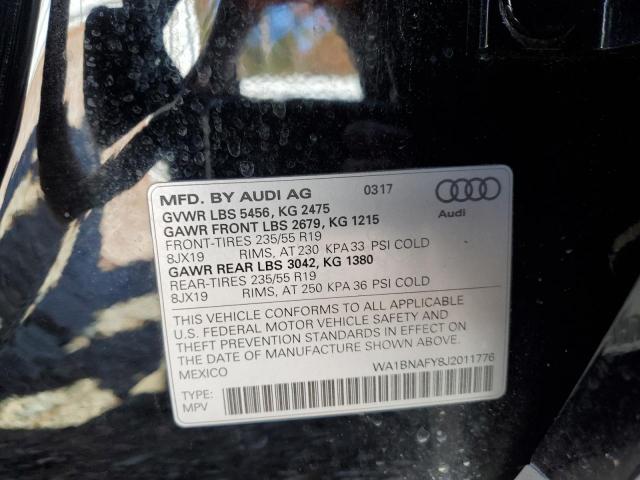 MFD. BY AUDI AG 0317
GVWR LBS 5456, KG 2475
GAWR FRONT LBS 2679, KG 1215
FRONT-TIRES 235/55 R19
8JX19 RIMS, AT 230 KPA 33 PSI COLD
GAWR REAR LBS 3042, KG 1380
REAR-TIRES 235/55 R19
8JX19 RIMS, AT 250 KPA 36 PSI COLD
Audi
THIS VEHICLE CONFORMS TO ALL APPLICABLE
U.S. FEDERAL MOTOR VEHICLE SAFETY AND
THEFT PREVENTION STANDARDS IN EFFECT ON
THE DATE OF MANUFACTURE SHOWN ABOVE.
MEXICO WA1BNAFY8J2011776
TYPE:
MPV